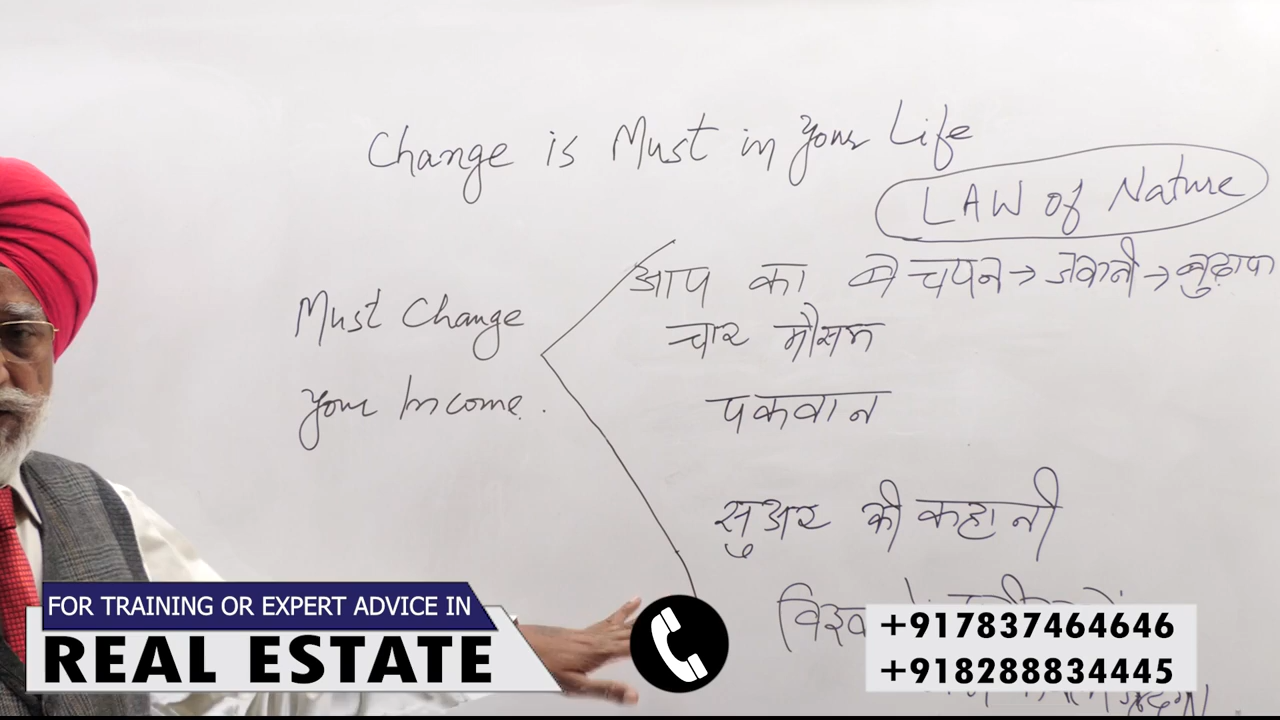 Change is Must in Your Life
LAW of Nature
Must Change
your Income.
आप का बचपन → जवानी → बुढ़ापा
चार मौसम
पकवान
सुअर की कहानी
FOR TRAINING OR EXPERT ADVICE IN
REAL ESTATE
+917837464646
+918288834445